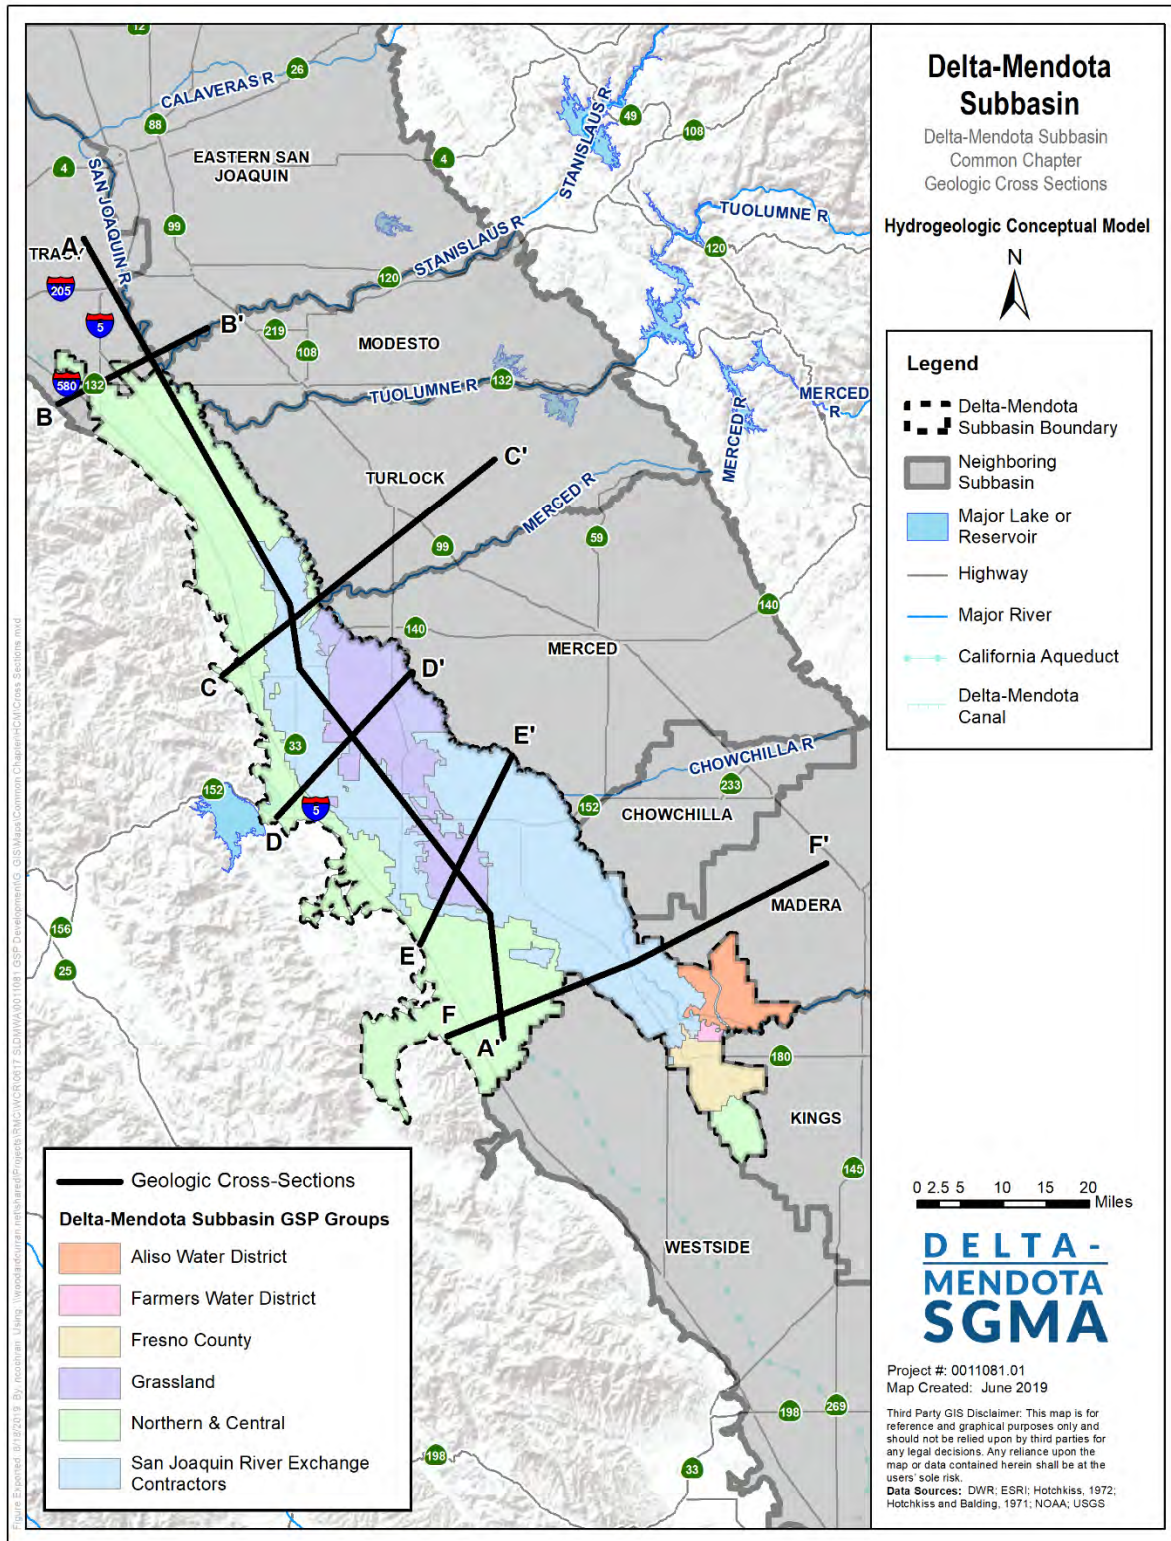 Delta-Mendota
Subbasin
Delta-Mendota Subbasin
Common Chapter
Geologic Cross Sections
Hydrogeologic Conceptual Model
N
Legend
Delta-Mendota
Subbasin Boundary
Neighboring
Subbasin
Major Lake or
Reservoir
Highway
Major River
California Aqueduct
Delta-Mendota
Canal
0 2.5 5 10 15 20
Miles
DELTA-
MENDOTA
SGMA
Project #: 0011081.01
Map Created: June 2019
Third Party GIS Disclaimer: This map is for
reference and graphical purposes only and
should not be relied upon by third parties for
any legal decisions. Any reliance upon the
map or data contained herein shall be at the
users' sole risk.
Data Sources: DWR; ESRI; Hotchkiss, 1972;
Hotchkiss and Balding, 1971; NOAA; USGS
12
26
CALAVERAS R
88
49
108
4
EASTERN SAN
JOAQUIN
4
STANISLAUS R
SAN JOAQUIN R
TUOLUMNE R
99
A
120
STANISLAUS R
120
205
5
B'
219
108
MODESTO
580
132
B
TUOLUMNE R
132
MERCED
R
MERCED R
C'
TURLOCK
MERCED R
99
59
140
140
MERCED
C
D'
33
E'
152
D
5
CHOWCHILLA R
233
152
CHOWCHILLA
F'
MADERA
156
25
E
F
A'
180
KINGS
145
WESTSIDE
198
269
198
33
Geologic Cross-Sections
Delta-Mendota Subbasin GSP Groups
Aliso Water District
Farmers Water District
Fresno County
Grassland
Northern & Central
San Joaquin River Exchange
Contractors